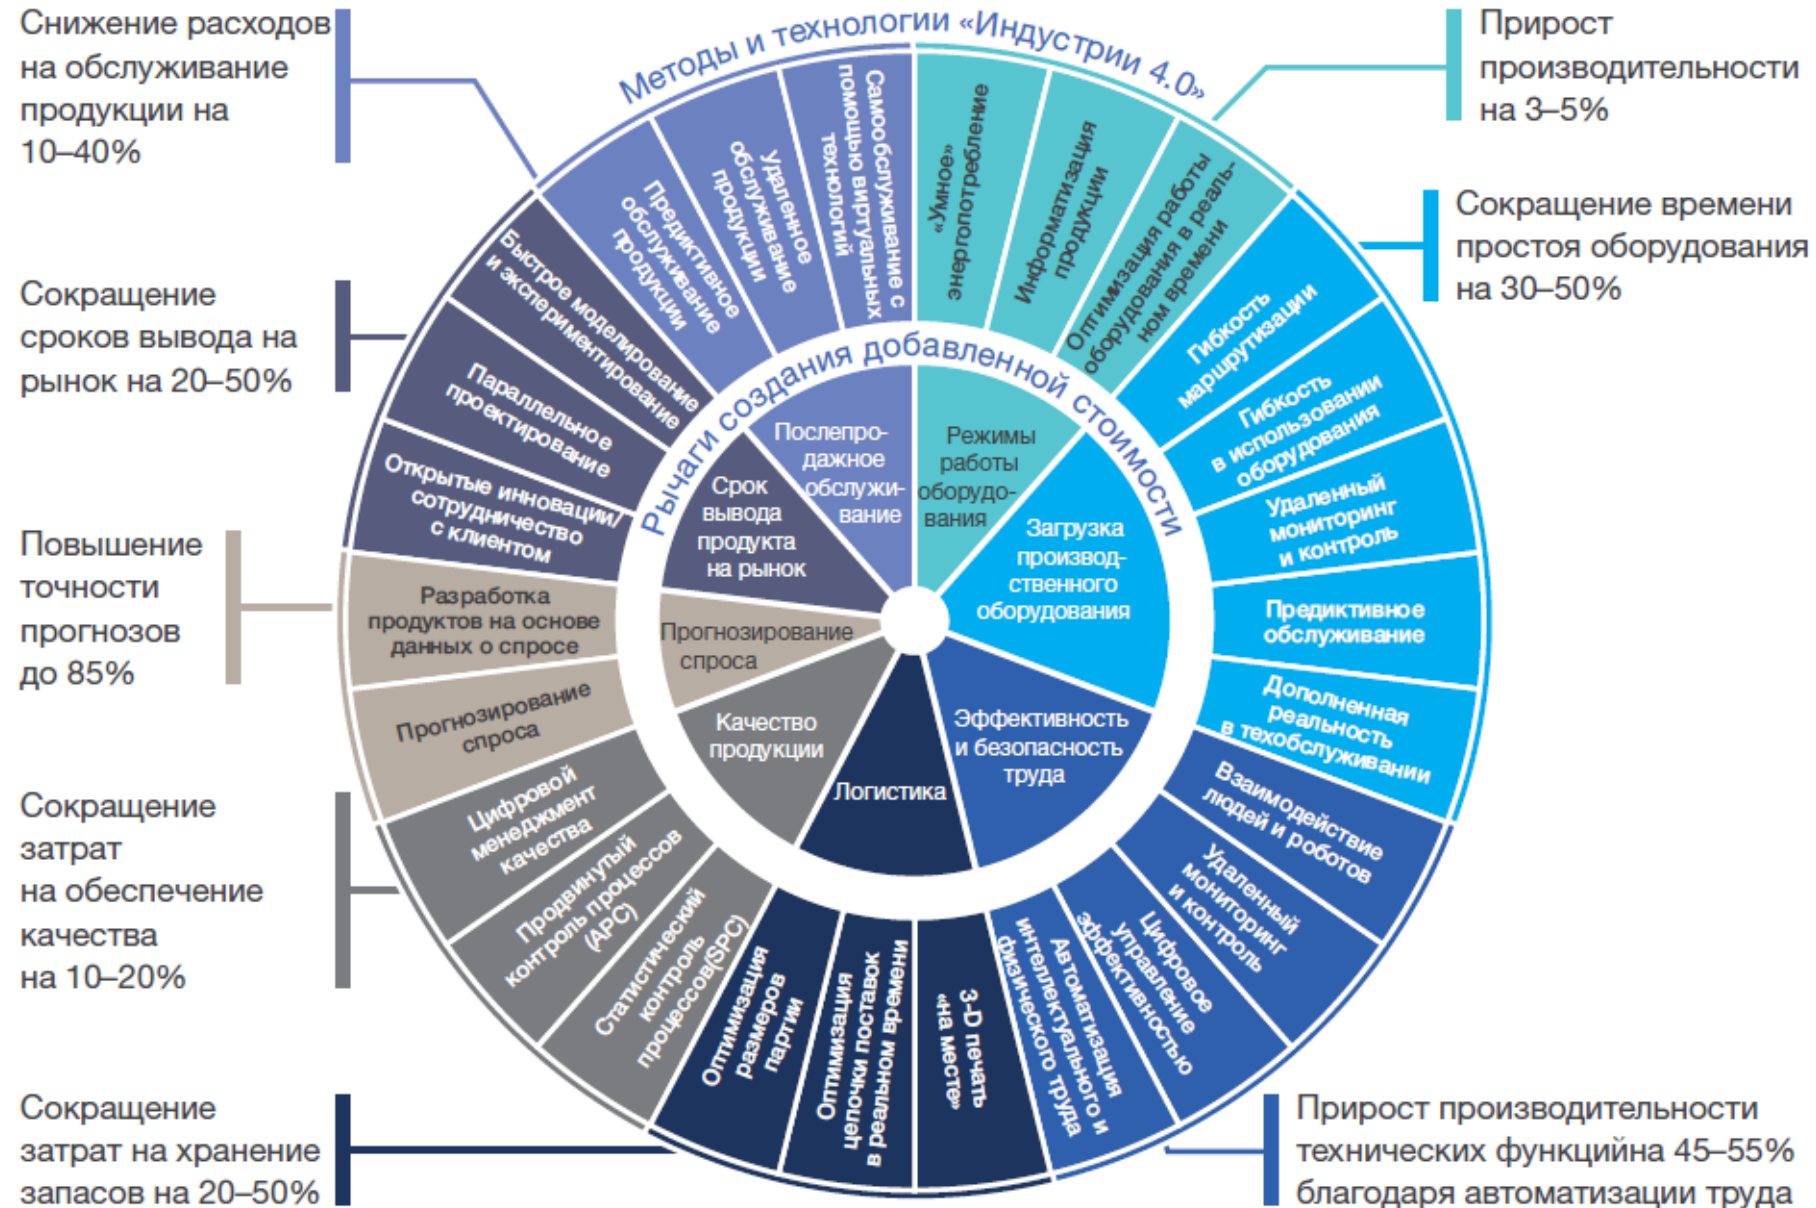 Методы и технологии «Индустрии 4.0»
Рычаги создания добавленной стоимости
Снижение расходов
на обслуживание
продукции на
10–40%
Сокращение
сроков вывода на
рынок на 20–50%
Повышение
точности
прогнозов
до 85%
Сокращение
затрат
на обеспечение
качества
на 10–20%
Сокращение
затрат на хранение
запасов на 20–50%
Прирост
производительности
на 3–5%
Сокращение времени
простоя оборудования
на 30–50%
Прирост производительности
технических функцийна 45–55%
благодаря автоматизации труда
«Умное»
энергопотребление
Информатизация
продукции
Оптимизация работы
оборудования в реаль-
ном времени
Гибкость
маршрутизации
Гибкость
в использовании
оборудования
Удаленный
мониторинг
и контроль
Предиктивное
обслуживание
Дополненная
реальность
в техобслуживании
Взаимодействие
людей и роботов
Удаленный
мониторинг
и контроль
Цифровое
управление
эффективностью
Автоматизация
интеллектуального и
физического труда
3-D печать
«на месте»
Оптимизация
цепочки поставок
в реальном времени
Оптимизация
размеров
партии
Статистический
контроль
процессов(SPC)
Продвинутый
контроль процессов
(APC)
Цифровой
менеджмент
качества
Прогнозирование
спроса
Разработка
продуктов на основе
данных о спросе
Открытые инновации/
сотрудничество
с клиентом
Параллельное
проектирование
Быстрое моделирование
и экспериментирование
Предиктивное
обслуживание
продукции
Удаленное
обслуживание
продукции
Самообслуживание с
помощью виртуальных
технологий
Режимы
работы
оборудо-
вания
Загрузка
производ-
ственного
оборудования
Эффективность
и безопасность
труда
Логистика
Качество
продукции
Прогнозирование
спроса
Срок
вывода
продукта
на рынок
Послепро-
дажное
обслужи-
вание